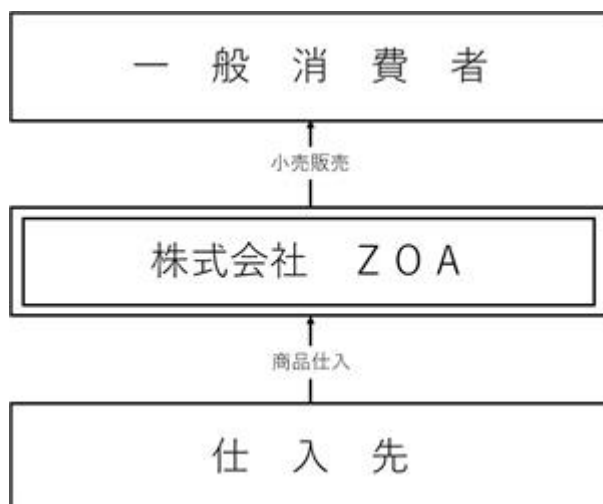 一　般　消　費　者
小売販売
株式会社　ＺＯＡ
商品仕入
仕　入　先